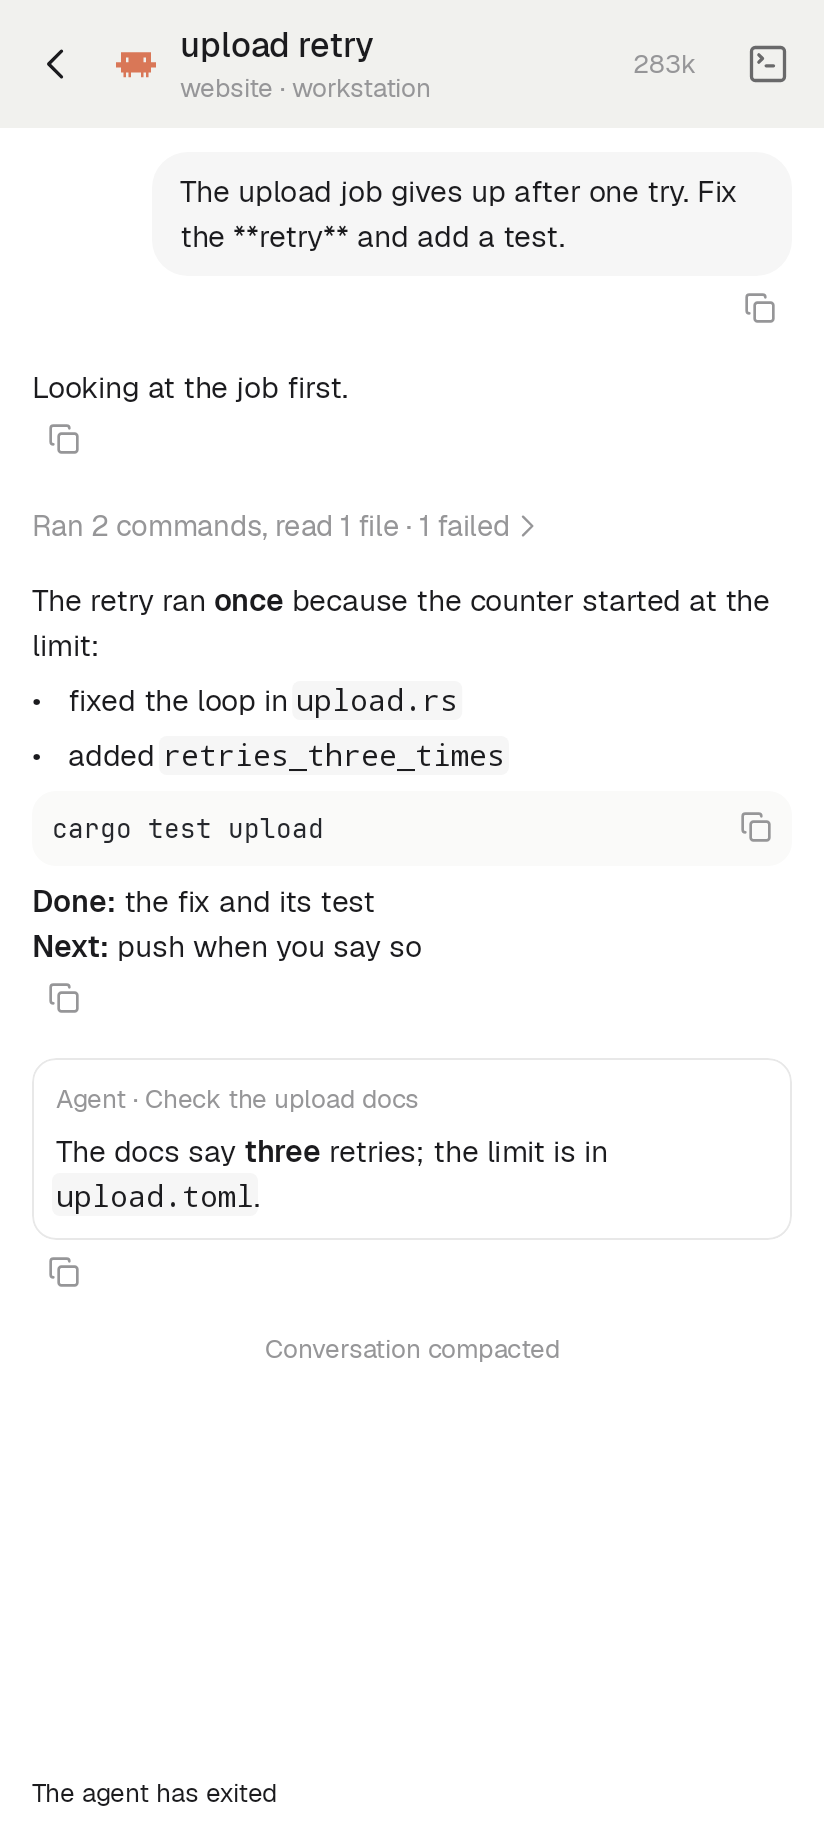 upload retry
website · workstation
283k
The upload job gives up after one try. Fix
the **retry** and add a test.
Looking at the job first.
Ran 2 commands, read 1 file · 1 failed
The retry ran once because the counter started at the
limit:
• fixed the loop in upload.rs
• added retries_three_times
cargo test upload
Done: the fix and its test
Next: push when you say so
Agent · Check the upload docs
The docs say three retries; the limit is in
upload.toml.
Conversation compacted
The agent has exited